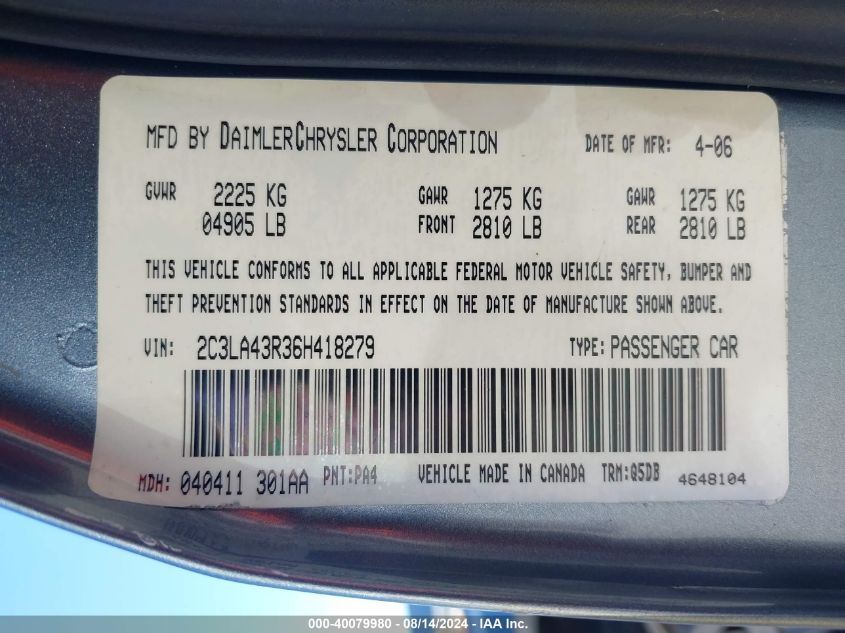 MFD BY DAIMLERCHRYSLER CORPORATION DATE OF MFR: 4-06
GVWR 2225 KG GAWR 1275 KG GAWR 1275 KG
04905 LB FRONT 2810 LB REAR 2810 LB
THIS VEHICLE CONFORMS TO ALL APPLICABLE FEDERAL MOTOR VEHICLE SAFETY, BUMPER AND
THEFT PREVENTION STANDARDS IN EFFECT ON THE DATE OF MANUFACTURE SHOWN ABOVE.
VIN: 2C3LA43R36H418279 TYPE: PASSENGER CAR
MDH: 040411 301AA PNT:PA4 VEHICLE MADE IN CANADA TRM:Q5DB 4648104
000-40079980 - 08/14/2024 - IAA Inc.